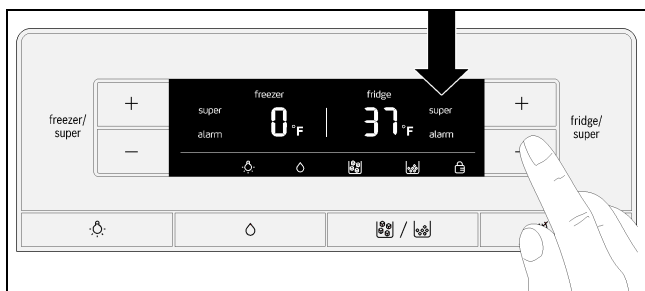 freezer fridge
super 0°F 37°F super
alarm alarm
freezer/
super
+
—
+
fridge/
super